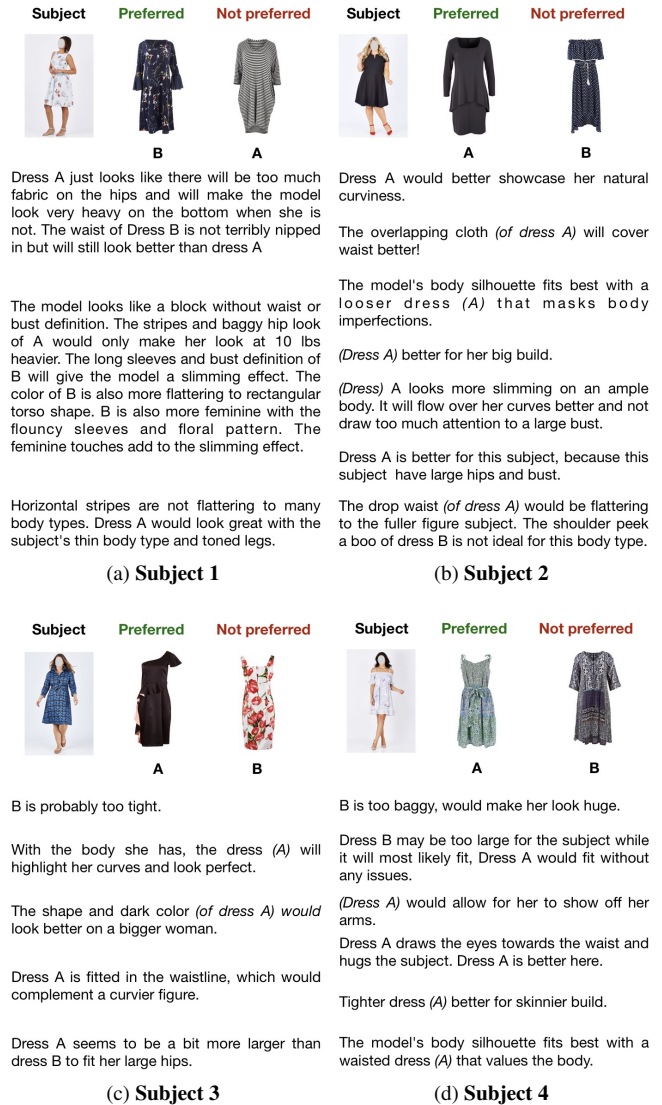 Subject Preferred Not preferred
B A
Dress A just looks like there will be too much
fabric on the hips and will make the model
look very heavy on the bottom when she is
not. The waist of Dress B is not terribly nipped
in but will still look better than dress A
The model looks like a block without waist or
bust definition. The stripes and baggy hip look
of A would only make her look at 10 lbs
heavier. The long sleeves and bust definition of
B will give the model a slimming effect. The
color of B is also more flattering to rectangular
torso shape. B is also more feminine with the
flouncy sleeves and floral pattern. The
feminine touches add to the slimming effect.
Horizontal stripes are not flattering to many
body types. Dress A would look great with the
subject's thin body type and toned legs.
(a) Subject 1
Subject Preferred Not preferred
A B
Dress A would better showcase her natural
curviness.
The overlapping cloth (of dress A) will cover
waist better!
The model's body silhouette fits best with a
looser dress (A) that masks body
imperfections.
(Dress A) better for her big build.
(Dress) A looks more slimming on an ample
body. It will flow over her curves better and not
draw too much attention to a large bust.
Dress A is better for this subject, because this
subject have large hips and bust.
The drop waist (of dress A) would be flattering
to the fuller figure subject. The shoulder peek
a boo of dress B is not ideal for this body type.
(b) Subject 2
Subject Preferred Not preferred
A B
B is probably too tight.
With the body she has, the dress (A) will
highlight her curves and look perfect.
The shape and dark color (of dress A) would
look better on a bigger woman.
Dress A is fitted in the waistline, which would
complement a curvier figure.
Dress A seems to be a bit more larger than
dress B to fit her large hips.
(c) Subject 3
Subject Preferred Not preferred
A B
B is too baggy, would make her look huge.
Dress B may be too large for the subject while
it will most likely fit, Dress A would fit without
any issues.
(Dress A) would allow for her to show off her
arms.
Dress A draws the eyes towards the waist and
hugs the subject. Dress A is better here.
Tighter dress (A) better for skinnier build.
The model's body silhouette fits best with a
waisted dress (A) that values the body.
(d) Subject 4